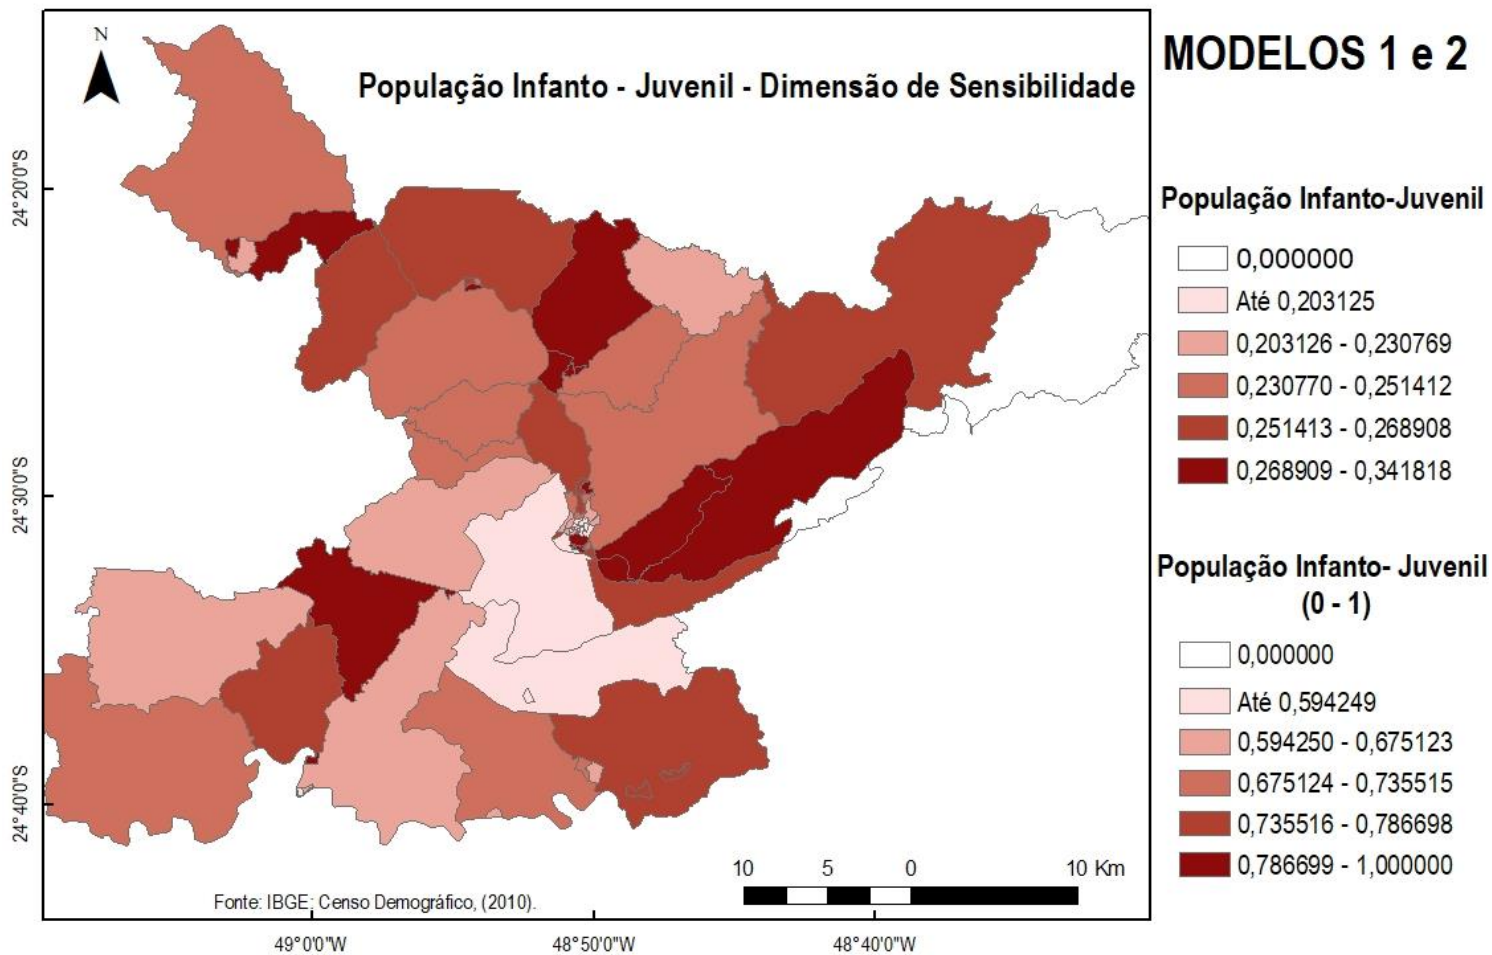 MODELOS 1 e 2
N
População Infanto - Juvenil - Dimensão de Sensibilidade
24°20'0"S
24°30'0"S
24°40'0"S
População Infanto-Juvenil
0,000000
Até 0,203125
0,203126 - 0,230769
0,230770 - 0,251412
0,251413 - 0,268908
0,268909 - 0,341818
População Infanto- Juvenil
(0 - 1)
0,000000
Até 0,594249
0,594250 - 0,675123
0,675124 - 0,735515
0,735516 - 0,786698
0,786699 - 1,000000
10 5 0 10 Km
Fonte: IBGE; Censo Demográfico, (2010).
49°0'0"W 48°50'0"W 48°40'0"W